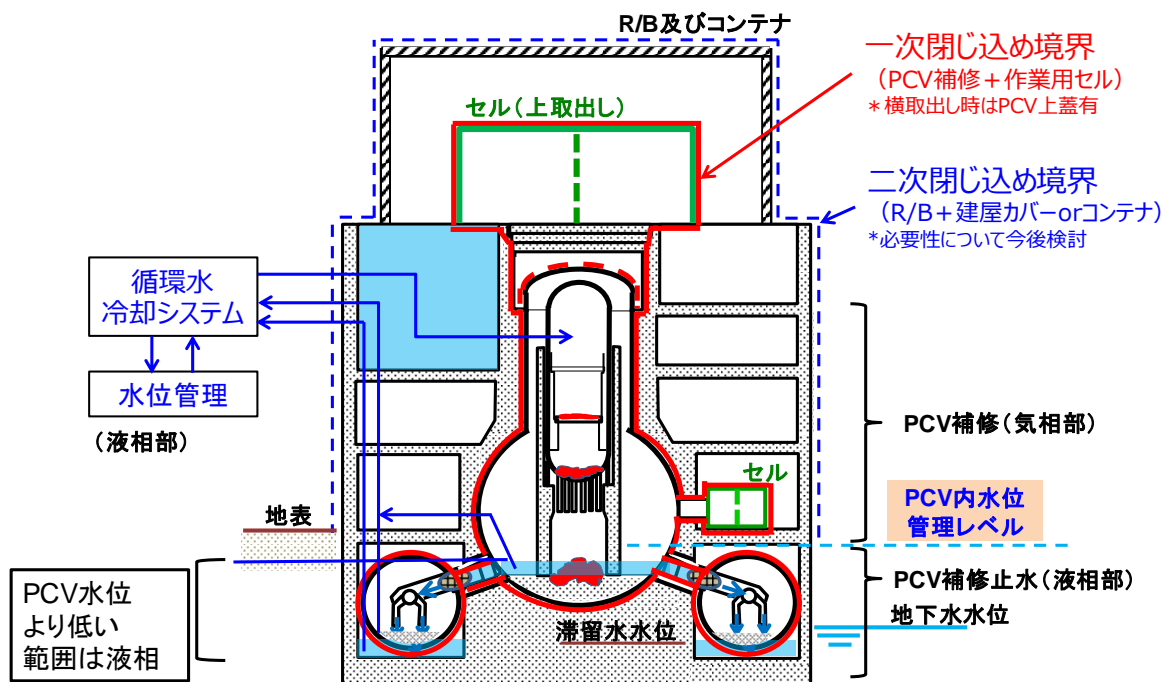 R/B及びコンテナ
一次閉じ込め境界
（PCV補修＋作業用セル）
＊横取出し時はPCV上蓋有
セル（上取出し）
二次閉じ込め境界
（R/B＋建屋カバーorコンテナ）
*必要性について今後検討
循環水
冷却システム
水位管理
（液相部）
PCV補修（気相部）
セル
PCV内水位
管理レベル
地表
PCV水位
より低い
範囲は液相
PCV補修止水（液相部）
地下水水位
滞留水水位